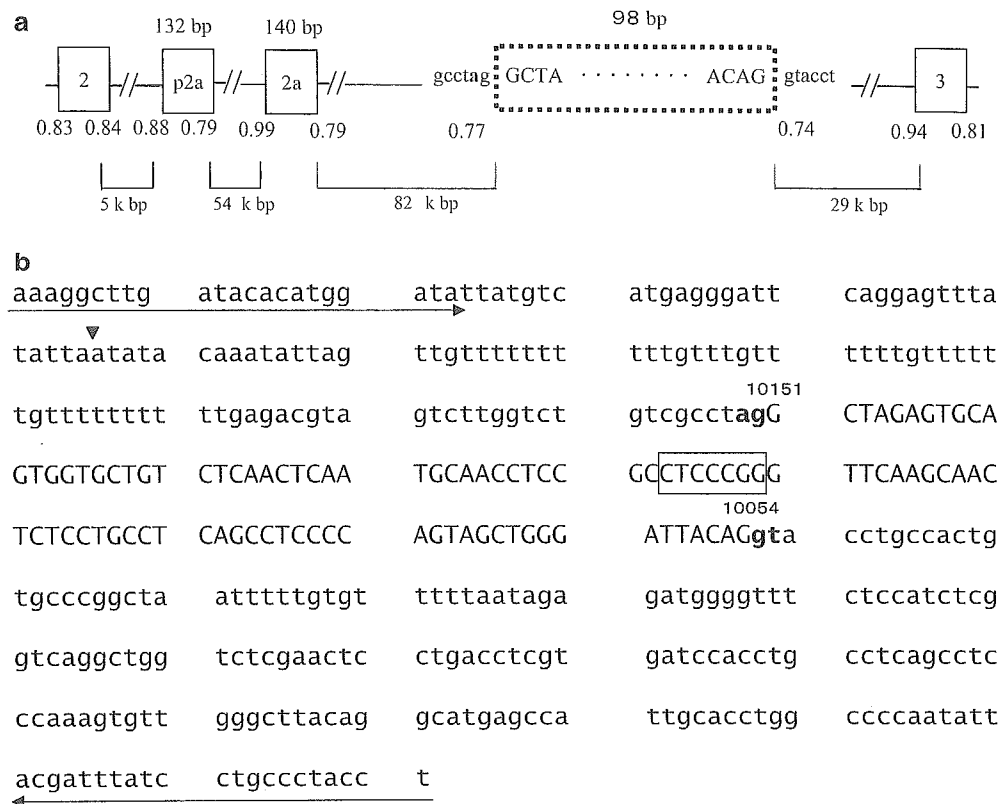 a
132 bp 140 bp 98 bp
2 // p2a // 2a // gcctag GCTA ········ ACAG gtacct // 3
0.83 0.84 0.88 0.79 0.99 0.79 0.77 0.74 0.94 0.81
5 k bp 54 k bp 82 k bp 29 k bp
b
aaaggcttg atacacatgg atattatgtc atgagggatt caggagttta
tattaatata caaatattag ttgttttttt tttgtttgtt ttttgttttt
10151
tgtttttttt ttgagacgta gtcttggtct gtcgcctagG CTAGAGTGCA
GTGGTGCTGT CTCAACTCAA TGCAACCTCC GCCTCCCGGG TTCAAGCAAC
10054
TCTCCTGCCT CAGCCTCCCC AGTAGCTGGG ATTACAGgta cctgccactg
tgcccggcta atttttgtgt ttttaataga gatggggttt ctccatctcg
gtcaggctgg tctcgaactc ctgacctcgt gatccacctg cctcagcctc
ccaaagtgtt gggcttacag gcatgagcca ttgcacctgg ccccaatatt
acgatttatc ctgccctacc t